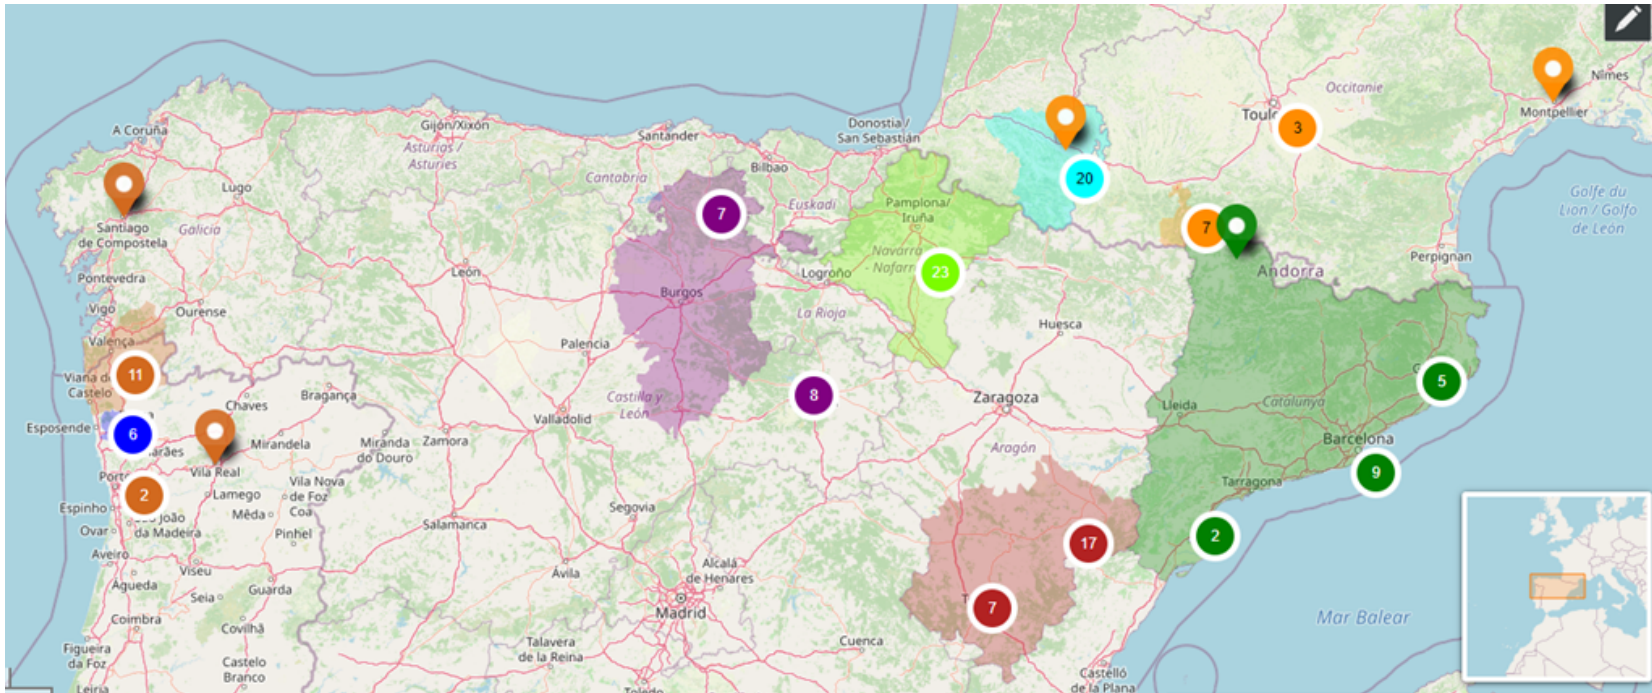 Nîmes
Occitanie
Montpellier
Toul
3
A Coruña
Gijón/Xixón
Santander
Donostia /
San Sebastián
Asturias /
Asturies
Bilbao
Cantabria
20
Lugo
Golfe du
Lion / Golfo
de León
Santiago
de Compostela
Galicia
7
Euskadi
Pamplona/
Iruña
7
Pontevedra
León
Logroño
Navarra
- Nafarroa
23
Andorra
Perpignan
Vigo
Ourense
Burgos
La Rioja
Huesca
Valença
Palencia
Viana do
Castelo
11
Bragança
Chaves
Castilla y
León
8
Zaragoza
Lleida
Catalunya
5
Valladolid
Esposende
6
Mirandela
Miranda
do Douro
Zamora
Aragón
Barcelona
Vila Real
9
2
Lamego
Vila Nova
de Foz
Coa
Tarragona
Espinho
São João
da Madeira
Mêda
Pinhel
Salamanca
Segovia
17
2
Ovar
Aveiro
Viseu
Ávila
Alcalá
de Henares
Águeda
Seia
Guarda
Madrid
7
Mar Balear
Coimbra
Covilhã
Figueira
da Foz
Talavera
de la Reina
Cuenca
Castelo
Branco
Castelló
de la Plana
Leiria
Toledo